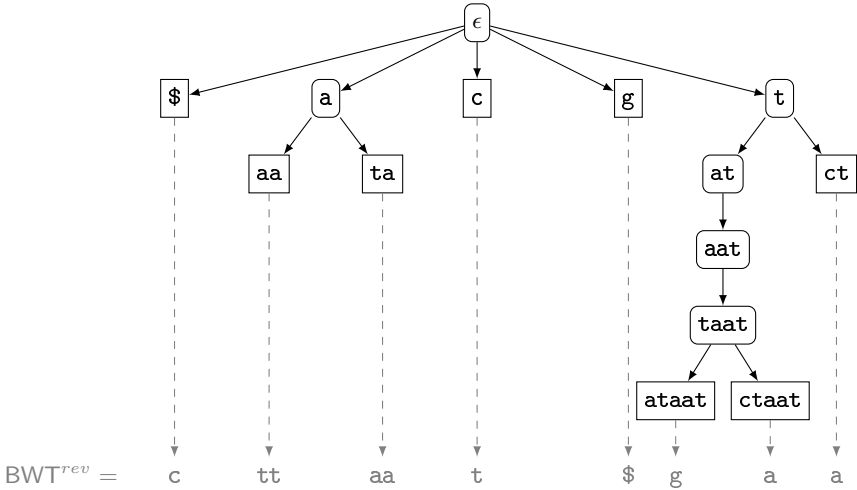 ϵ
$ a c g t
aa ta at ct
aat
taat
ataat ctaat
BWT^{rev} = c tt aa t $ g a a